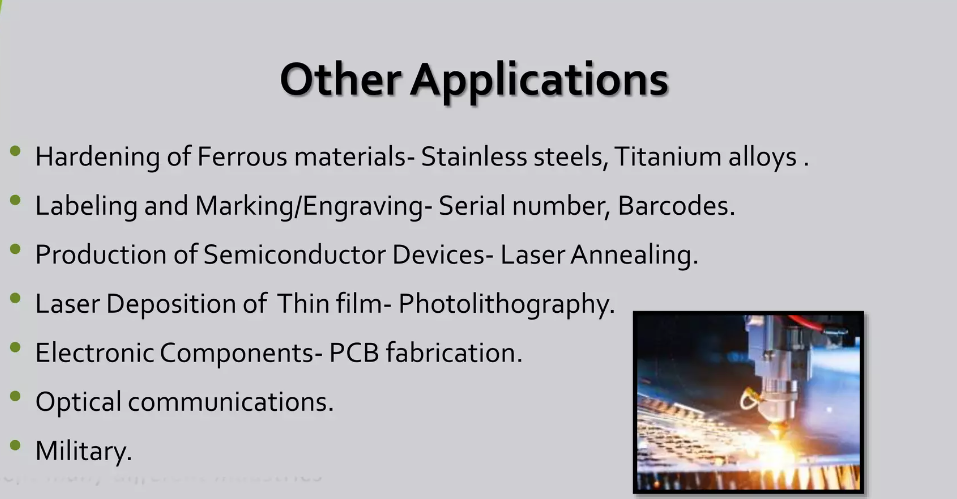 Other Applications
Hardening of Ferrous materials- Stainless steels, Titanium alloys .
Labeling and Marking/Engraving- Serial number, Barcodes.
Production of Semiconductor Devices- Laser Annealing.
Laser Deposition of Thin film- Photolithography.
Electronic Components- PCB fabrication.
Optical communications.
Military.